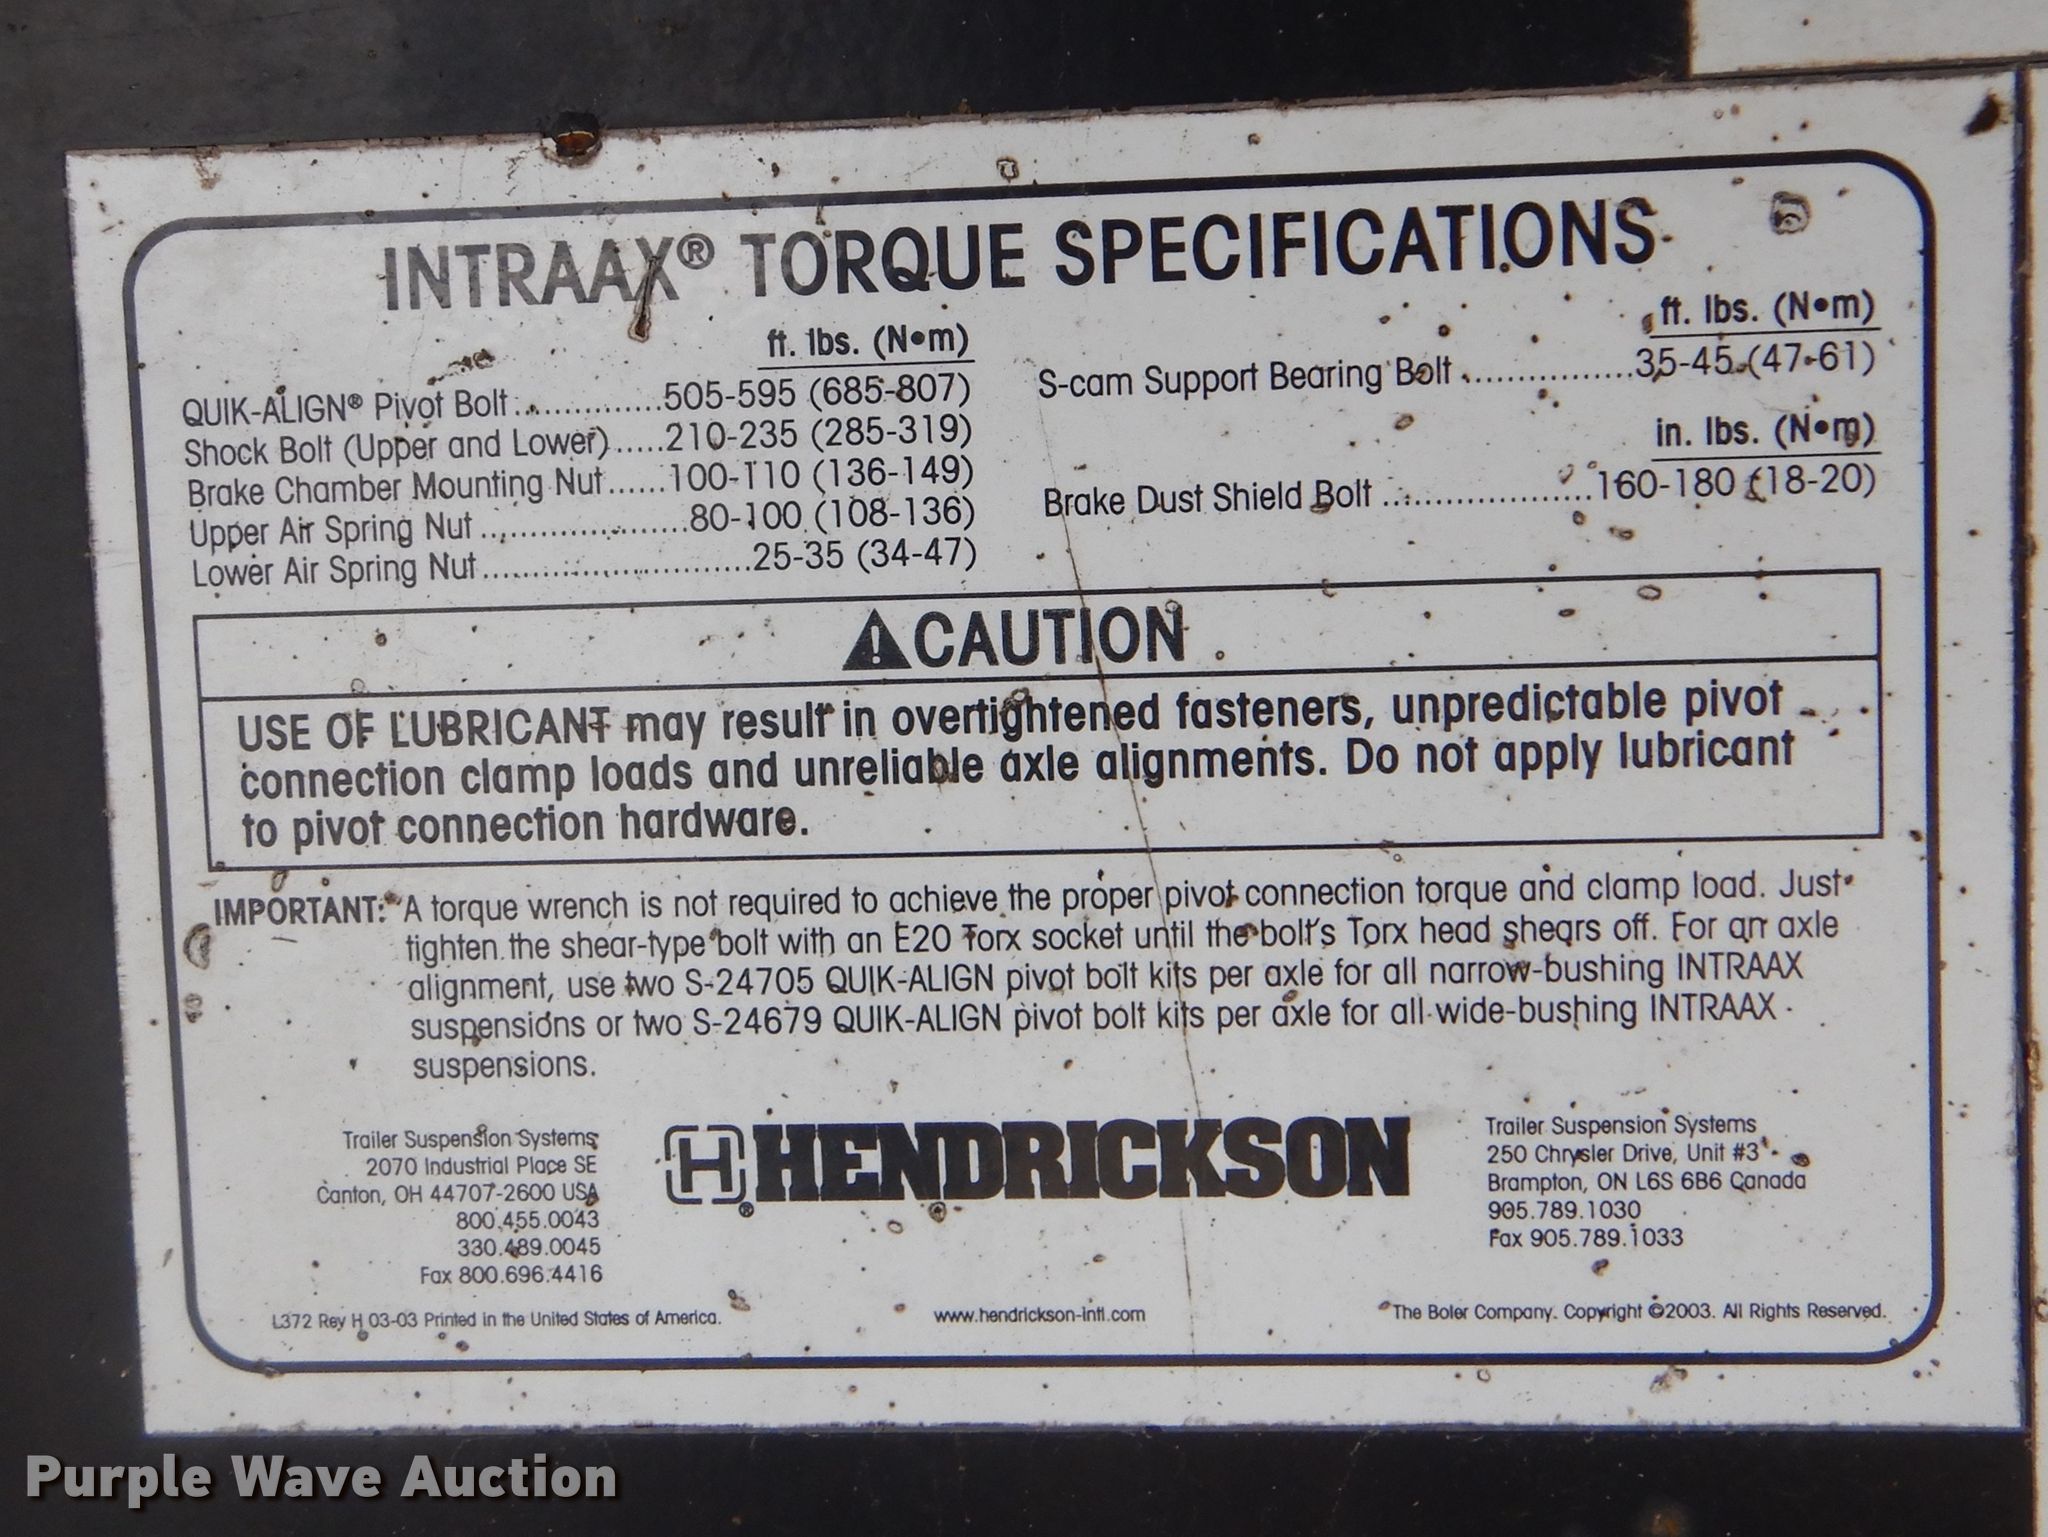 INTRAAX® TORQUE SPECIFICATIONS
ft. lbs. (N•m)
QUIK-ALIGN® Pivot Bolt...............505-595 (685-807)
Shock Bolt (Upper and Lower).....210-235 (285-319)
Brake Chamber Mounting Nut......100-110 (136-149)
Upper Air Spring Nut.....................80-100 (108-136)
Lower Air Spring Nut...........................25-35 (34-47)
ft. lbs. (N•m)
S-cam Support Bearing Bolt.................35-45 (47-61)
in. lbs. (N•m)
Brake Dust Shield Bolt.....................160-180 (18-20)
⚠CAUTION
USE OF LUBRICANT may result in overtightened fasteners, unpredictable pivot
connection clamp loads and unreliable axle alignments. Do not apply lubricant
to pivot connection hardware.
IMPORTANT: A torque wrench is not required to achieve the proper pivot connection torque and clamp load. Just
tighten the shear-type bolt with an E20 Torx socket until the bolt's Torx head shears off. For an axle
alignment, use two S-24705 QUIK-ALIGN pivot bolt kits per axle for all narrow-bushing INTRAAX
suspensions or two S-24679 QUIK-ALIGN pivot bolt kits per axle for all wide-bushing INTRAAX
suspensions.
Trailer Suspension Systems
2070 Industrial Place SE
Canton, OH 44707-2600 USA
800.455.0043
330.489.0045
Fax 800.696.4416
H® HENDRICKSON
Trailer Suspension Systems
250 Chrysler Drive, Unit #3
Brampton, ON L6S 6B6 Canada
905.789.1030
Fax 905.789.1033
L372 Rev H 03-03 Printed in the United States of America.
www.hendrickson-intl.com
The Boler Company. Copyright ©2003. All Rights Reserved.
Purple Wave Auction